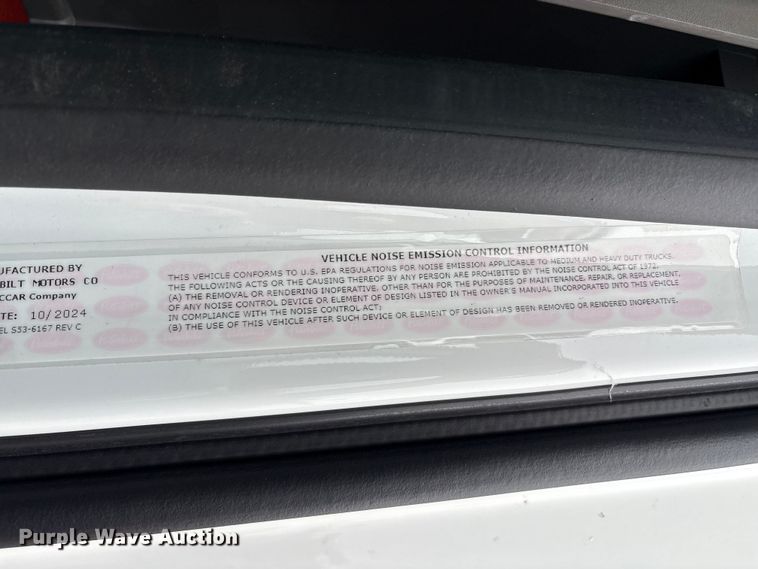 NUFACTURED BY
BILT MOTORS CO
CCAR Company
ATE: 10/2024
EL S53-6167 REV C
VEHICLE NOISE EMISSION CONTROL INFORMATION
THIS VEHICLE CONFORMS TO U.S. EPA REGULATIONS FOR NOISE EMISSION APPLICABLE TO MEDIUM AND HEAVY DUTY TRUCKS.
THE FOLLOWING ACTS OR THE CAUSING THEREOF BY ANY PERSON ARE PROHIBITED BY THE NOISE CONTROL ACT OF 1972.
(A) THE REMOVAL OR RENDERING INOPERATIVE, OTHER THAN FOR THE PURPOSES OF MAINTENANCE, REPAIR, OR REPLACEMENT,
OF ANY NOISE CONTROL DEVICE OR ELEMENT OF DESIGN LISTED IN THE OWNER'S MANUAL INCORPORATED INTO THIS VEHICLE
IN COMPLIANCE WITH THE NOISE CONTROL ACT;
(B) THE USE OF THIS VEHICLE AFTER SUCH DEVICE OR ELEMENT OF DESIGN HAS BEEN REMOVED OR RENDERED INOPERATIVE.
Purple Wave Auction